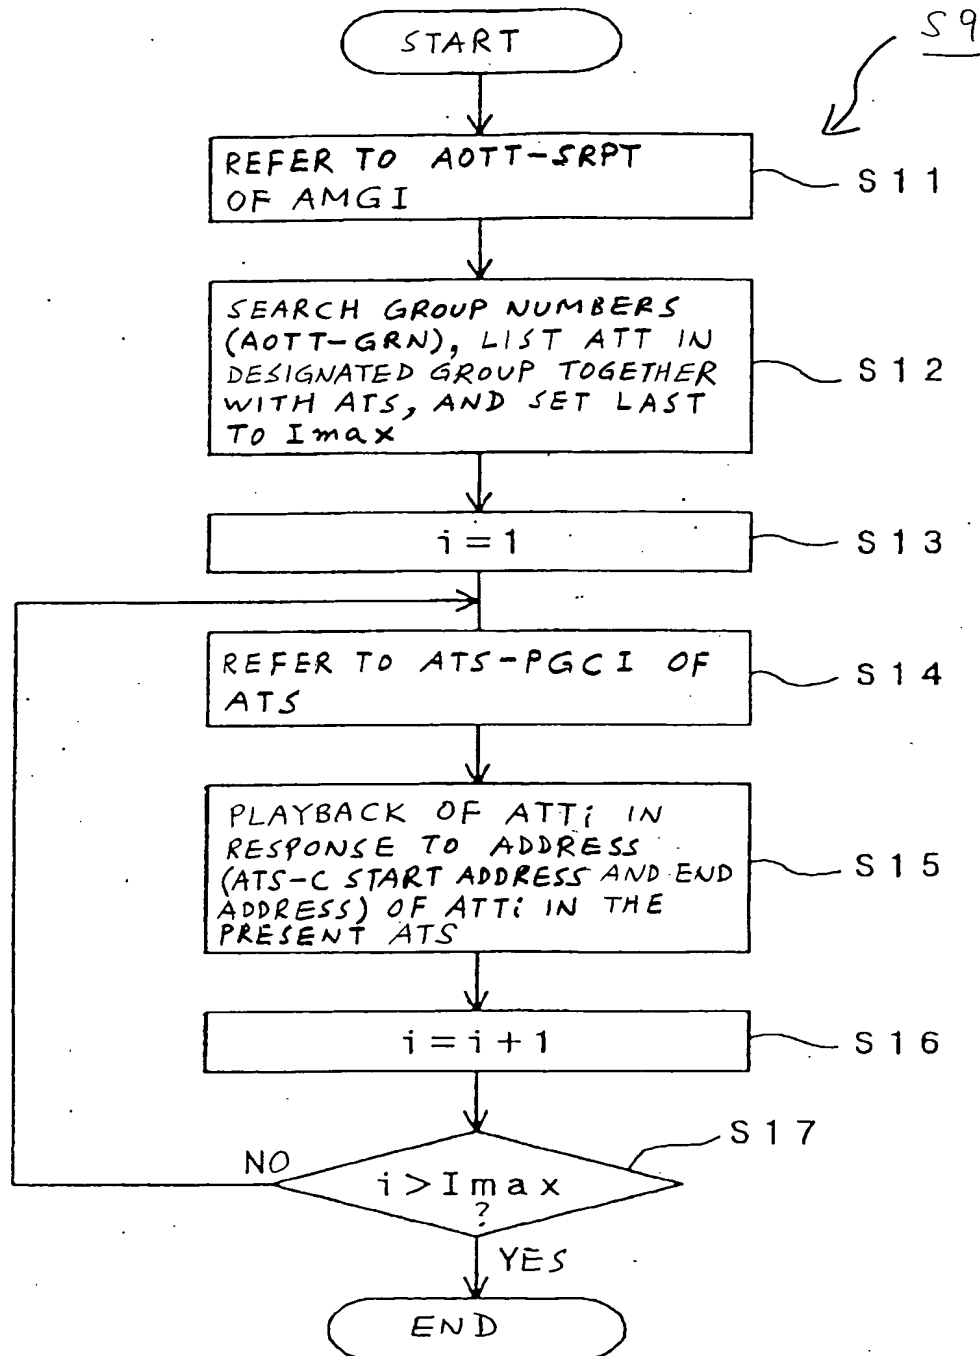 START
S9
REFER TO AOTT-SRPT
OF AMGI
S11
SEARCH GROUP NUMBERS
(AOTT-GRN), LIST ATT IN
DESIGNATED GROUP TOGETHER
WITH ATS, AND SET LAST
TO Imax
S12
i=1
S13
REFER TO ATS-PGCI OF
ATS
S14
PLAYBACK OF ATTi IN
RESPONSE TO ADDRESS
(ATS-C START ADDRESS AND END
ADDRESS) OF ATTi IN THE
PRESENT ATS
S15
i=i+1
S16
S17
NO
i>Imax
?
YES
END